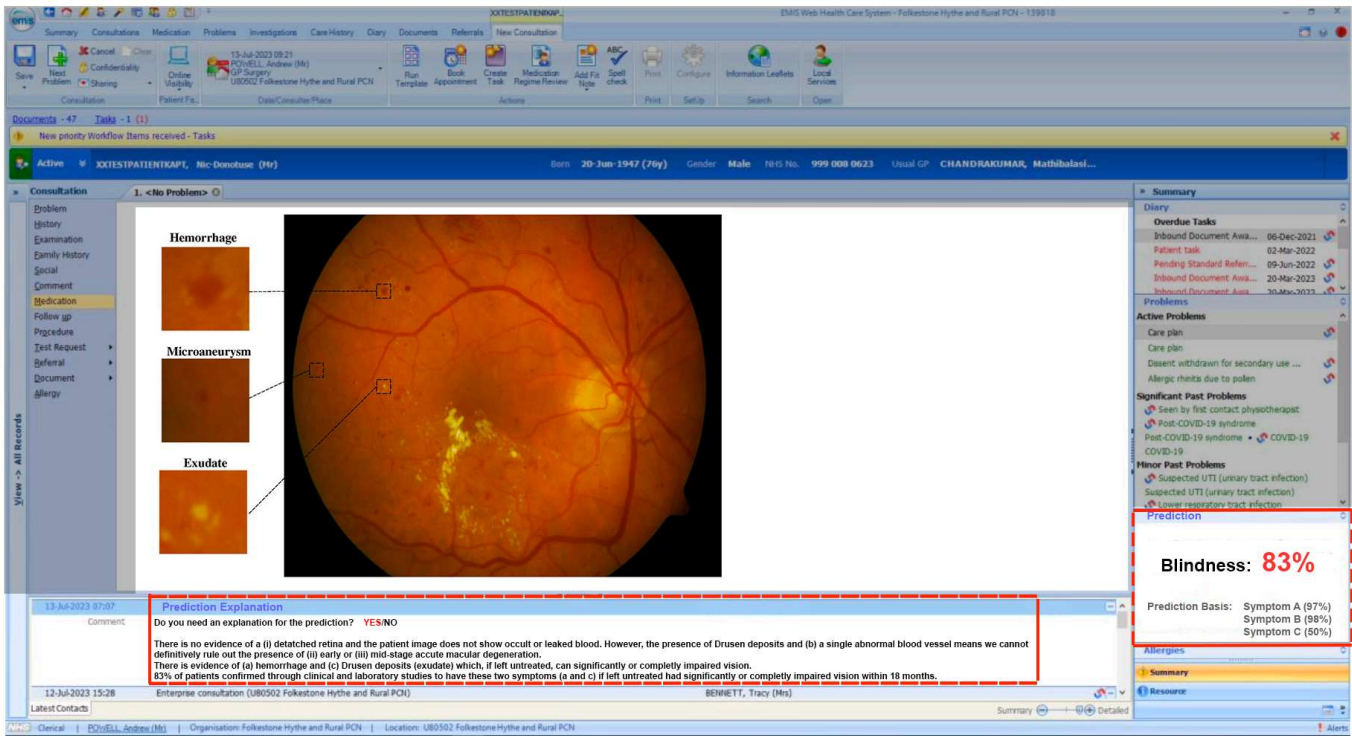 emis
XXTESTPATIENTKAP...
EMIS Web Health Care System - Folkestone Hythe and Rural PCN - 139818
Summary Consultations Medication Problems Investigations Care History Diary Documents Referrals New Consultation
Save
Next Problem
Cancel Clear
Confidentiality
Sharing
Online Visibility
13-Jul-2023 09:21
POWELL, Andrew (Mr)
GP Surgery
U80502 Folkestone Hythe and Rural PCN
Run Template
Book Appointment
Create Task
Medication Regime Review
Add Fit Note
ABC
Spell check
Print
Configure
Information Leaflets
Local Services
Consultation Patient Fa... Date/Consulter/Place Actions Print SetUp Search Open
Documents - 47 Tasks - 1 (1)
New priority Workflow Items received - Tasks
Active XXTESTPATIENTKAPT, Nic-Donotuse (Mr) Born 20-Jun-1947 (76y) Gender Male NHS No. 999 008 0623 Usual GP CHANDRAKUMAR, Mathibalasi...
Consultation
1. <No Problem>
Problem
History
Examination
Family History
Social
Comment
Medication
Follow up
Procedure
Test Request
Referral
Document
Allergy
View -> All Records
Hemorrhage
Microaneurysm
Exudate
Summary
Diary
Overdue Tasks
Inbound Document Awa... 06-Dec-2021
Patient task 02-Mar-2022
Pending Standard Referr... 09-Jun-2022
Inbound Document Awa... 20-Mar-2023
Inbound Document Awa... 20-Mar-2023
Problems
Active Problems
Care plan
Care plan
Dissent withdrawn for secondary use ...
Allergic rhinitis due to pollen
Significant Past Problems
Seen by first contact physiotherapist
Post-COVID-19 syndrome
Post-COVID-19 syndrome • COVID-19
COVID-19
Minor Past Problems
Suspected UTI (urinary tract infection)
Suspected UTI (urinary tract infection)
Lower respiratory tract infection
Prediction
Blindness: 83%
Prediction Basis: Symptom A (97%)
Symptom B (98%)
Symptom C (50%)
Allergies
Summary
Resource
13-Jul-2023 07:07
Comment
Prediction Explanation
Do you need an explanation for the prediction? YES/NO
There is no evidence of a (i) detatched retina and the patient image does not show occult or leaked blood. However, the presence of Drusen deposits and (b) a single abnormal blood vessel means we cannot
definitively rule out the presence of (ii) early or (iii) mid-stage accute macular degeneration.
There is evidence of (a) hemorrhage and (c) Drusen deposits (exudate) which, if left untreated, can significantly or completly impaired vision.
83% of patients confirmed through clinical and laboratory studies to have these two symptoms (a and c) if left untreated had significantly or completly impaired vision within 18 months.
12-Jul-2023 15:28 Enterprise consultation (U80502 Folkestone Hythe and Rural PCN) BENNETT, Tracy (Mrs)
Latest Contacts
Summary Detailed
NHS Clerical | POWELL, Andrew (Mr) | Organisation: Folkestone Hythe and Rural PCN | Location: U80502 Folkestone Hythe and Rural PCN
Alerts